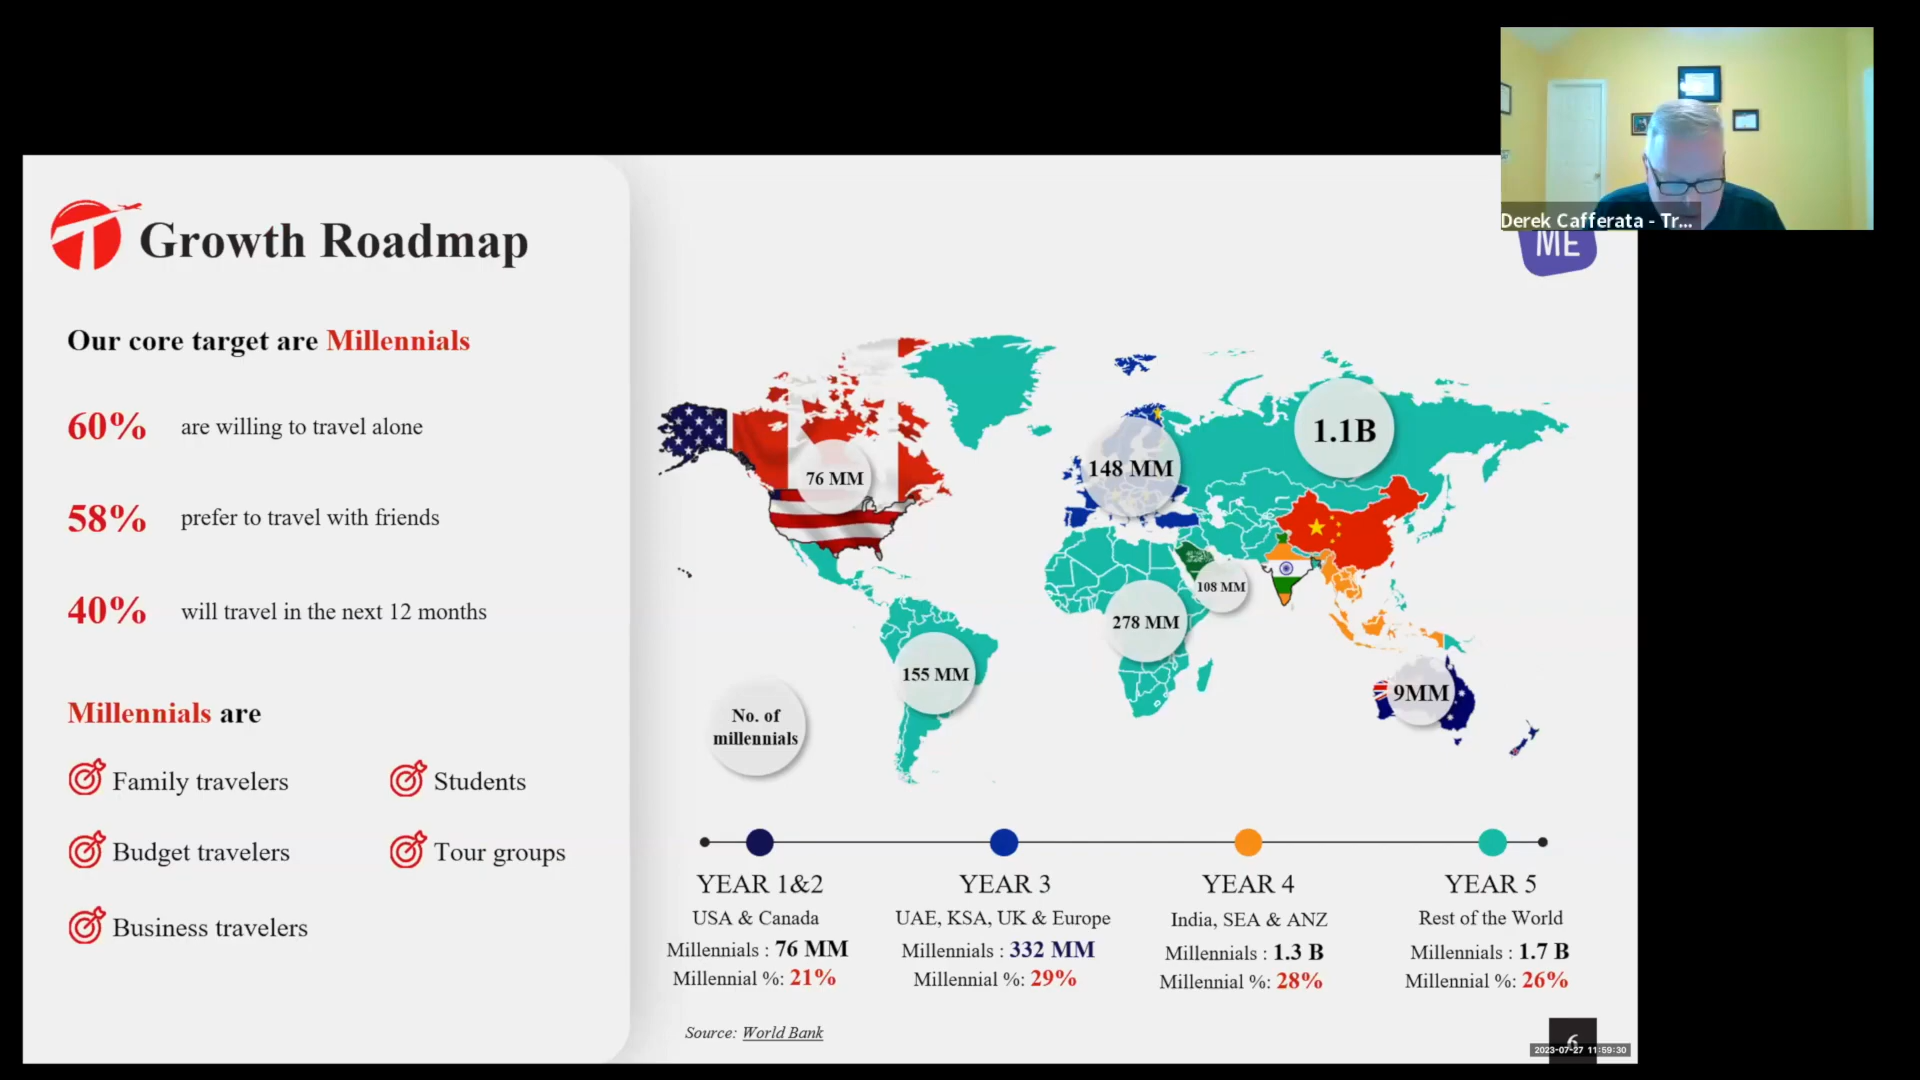 Derek Cafferata - Tr...
ME
Growth Roadmap
Our core target are Millennials
60% are willing to travel alone
58% prefer to travel with friends
40% will travel in the next 12 months
Millennials are
Family travelers
Students
Budget travelers
Tour groups
Business travelers
76 MM
148 MM
1.1B
108 MM
278 MM
155 MM
9MM
No. of
millennials
YEAR 1&2
USA & Canada
Millennials : 76 MM
Millennial %: 21%
YEAR 3
UAE, KSA, UK & Europe
Millennials : 332 MM
Millennial %: 29%
YEAR 4
India, SEA & ANZ
Millennials : 1.3 B
Millennial %: 28%
YEAR 5
Rest of the World
Millennials : 1.7 B
Millennial %: 26%
Source: World Bank
6
2023-07-27 11:59:30